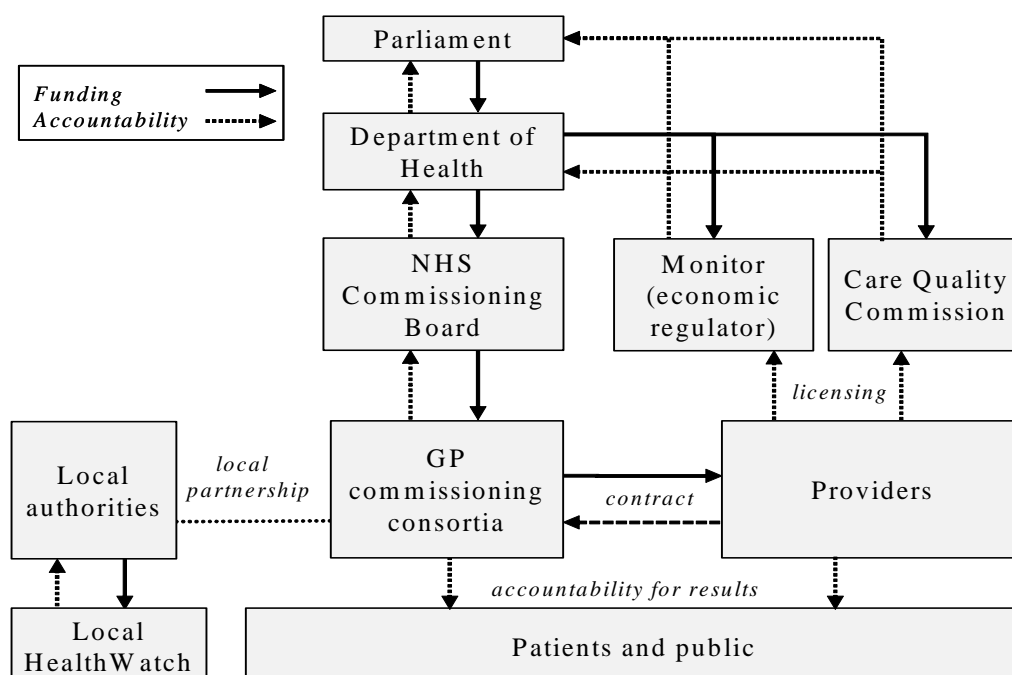 Parliament
Funding
Accountability
Department of
Health
NHS
Commissioning
Board
Monitor
(economic
regulator)
Care Quality
Commission
licensing
Local
authorities
local
partnership
GP
commissioning
consortia
contract
Providers
accountability for results
Local
HealthWatch
Patients and public